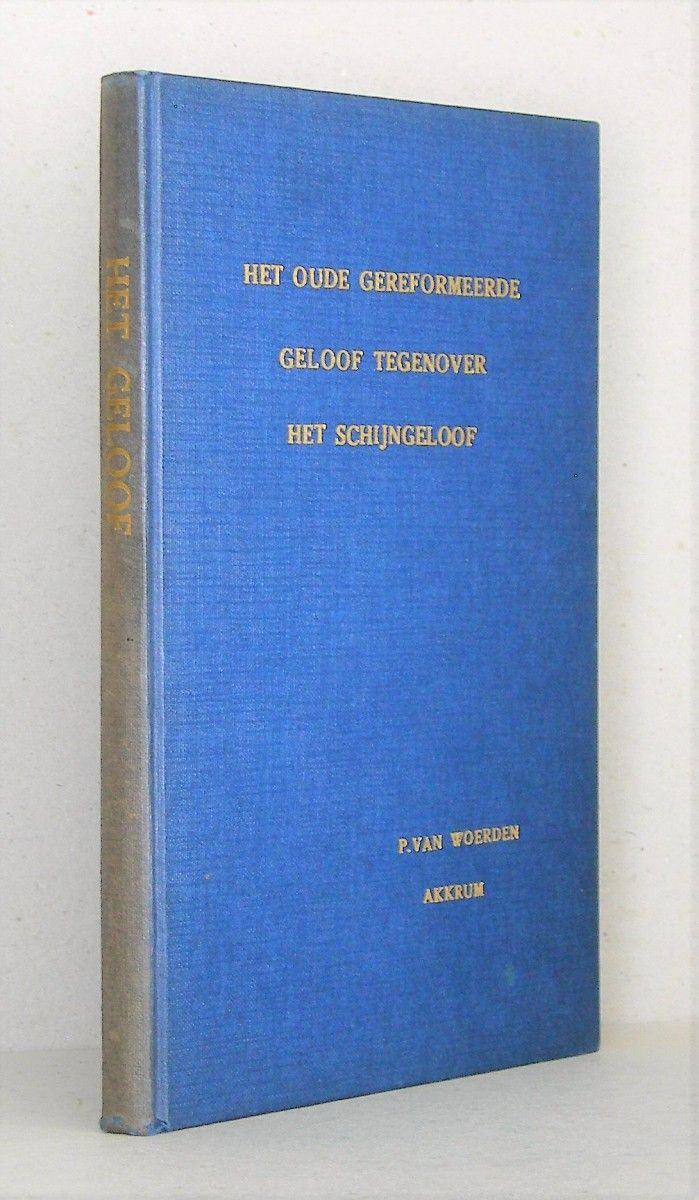 HET GELOOF
HET OUDE GEREFORMEERDE
GELOOF TEGENOVER
HET SCHIJNGELOOF
P.VAN WOERDEN
AKKRUM